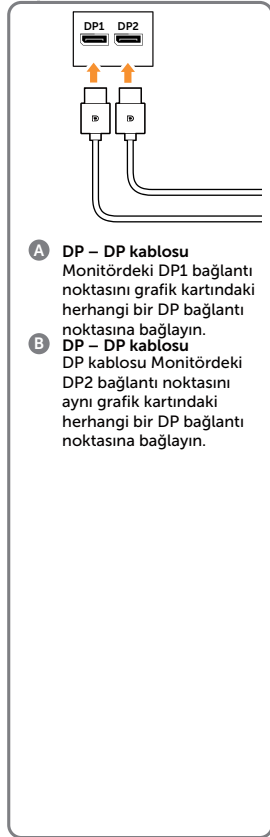 DP1 DP2
A DP – DP kablosu
Monitördeki DP1 bağlantı
noktasını grafik kartındaki
herhangi bir DP bağlantı
noktasına bağlayın.
B DP – DP kablosu
DP kablosu Monitördeki
DP2 bağlantı noktasını
aynı grafik kartındaki
herhangi bir DP bağlantı
noktasına bağlayın.